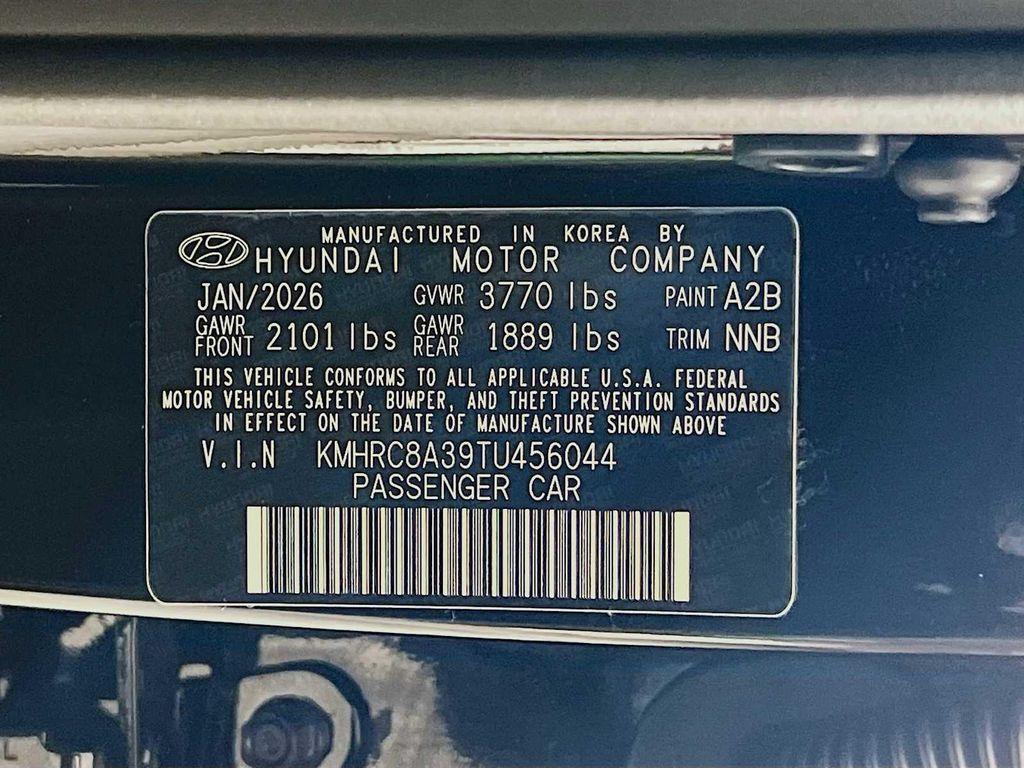 MANUFACTURED IN KOREA BY
HYUNDAI MOTOR COMPANY
JAN/2026 GVWR 3770 lbs PAINT A2B
GAWR FRONT 2101 lbs GAWR REAR 1889 lbs TRIM NNB
THIS VEHICLE CONFORMS TO ALL APPLICABLE U.S.A. FEDERAL
MOTOR VEHICLE SAFETY, BUMPER, AND THEFT PREVENTION STANDARDS
IN EFFECT ON THE DATE OF MANUFACTURE SHOWN ABOVE
V.I.N KMHRC8A39TU456044
PASSENGER CAR